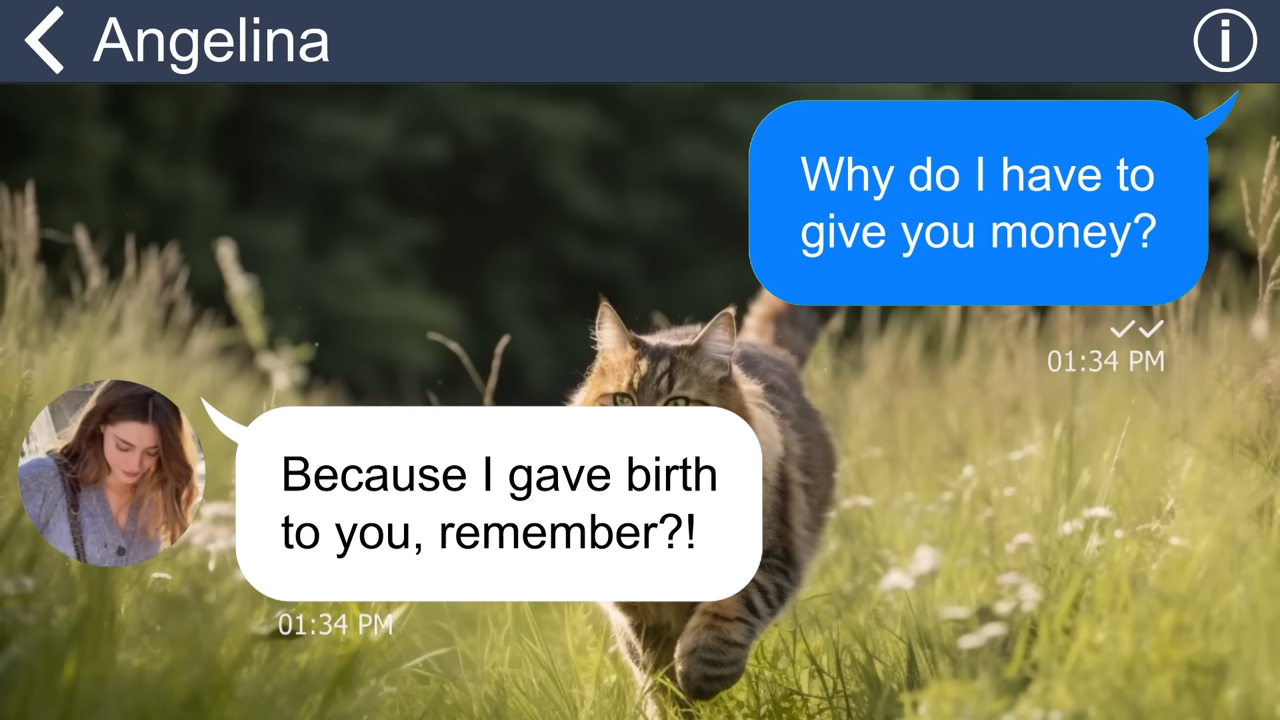 Angelina
Why do I have to
give you money?
01:34 PM
Because I gave birth
to you, remember?!
01:34 PM